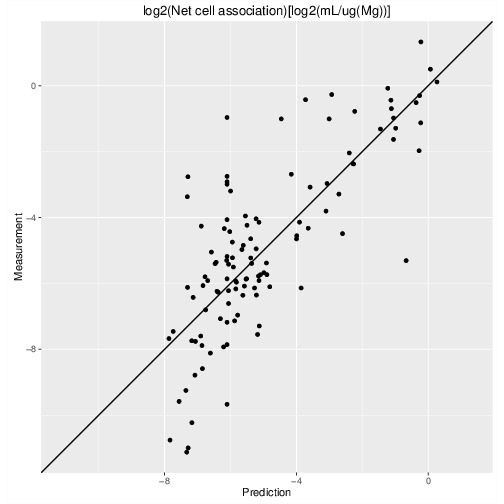 log2(Net cell association)[log2(mL/ug(Mg))]
0
−4
−8
Measurement
−8 −4 0
Prediction